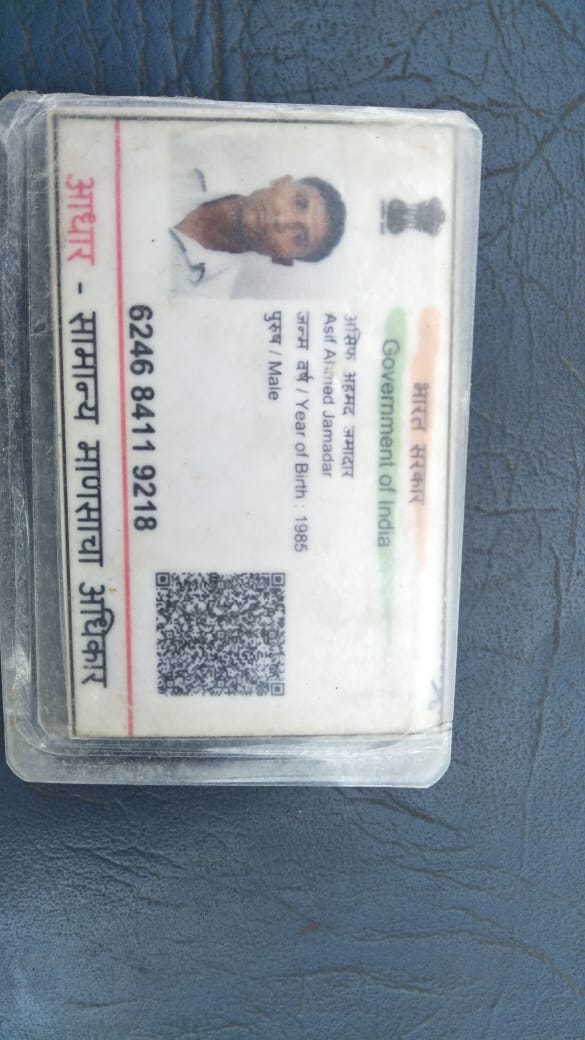 भारत सरकार
Government of India
असिफ अहमद जमादार
Asif Ahmed Jamadar
जन्म वर्ष / Year of Birth : 1985
पुरुष / Male
6246 8411 9218
आधार - सामान्य माणसाचा अधिकार